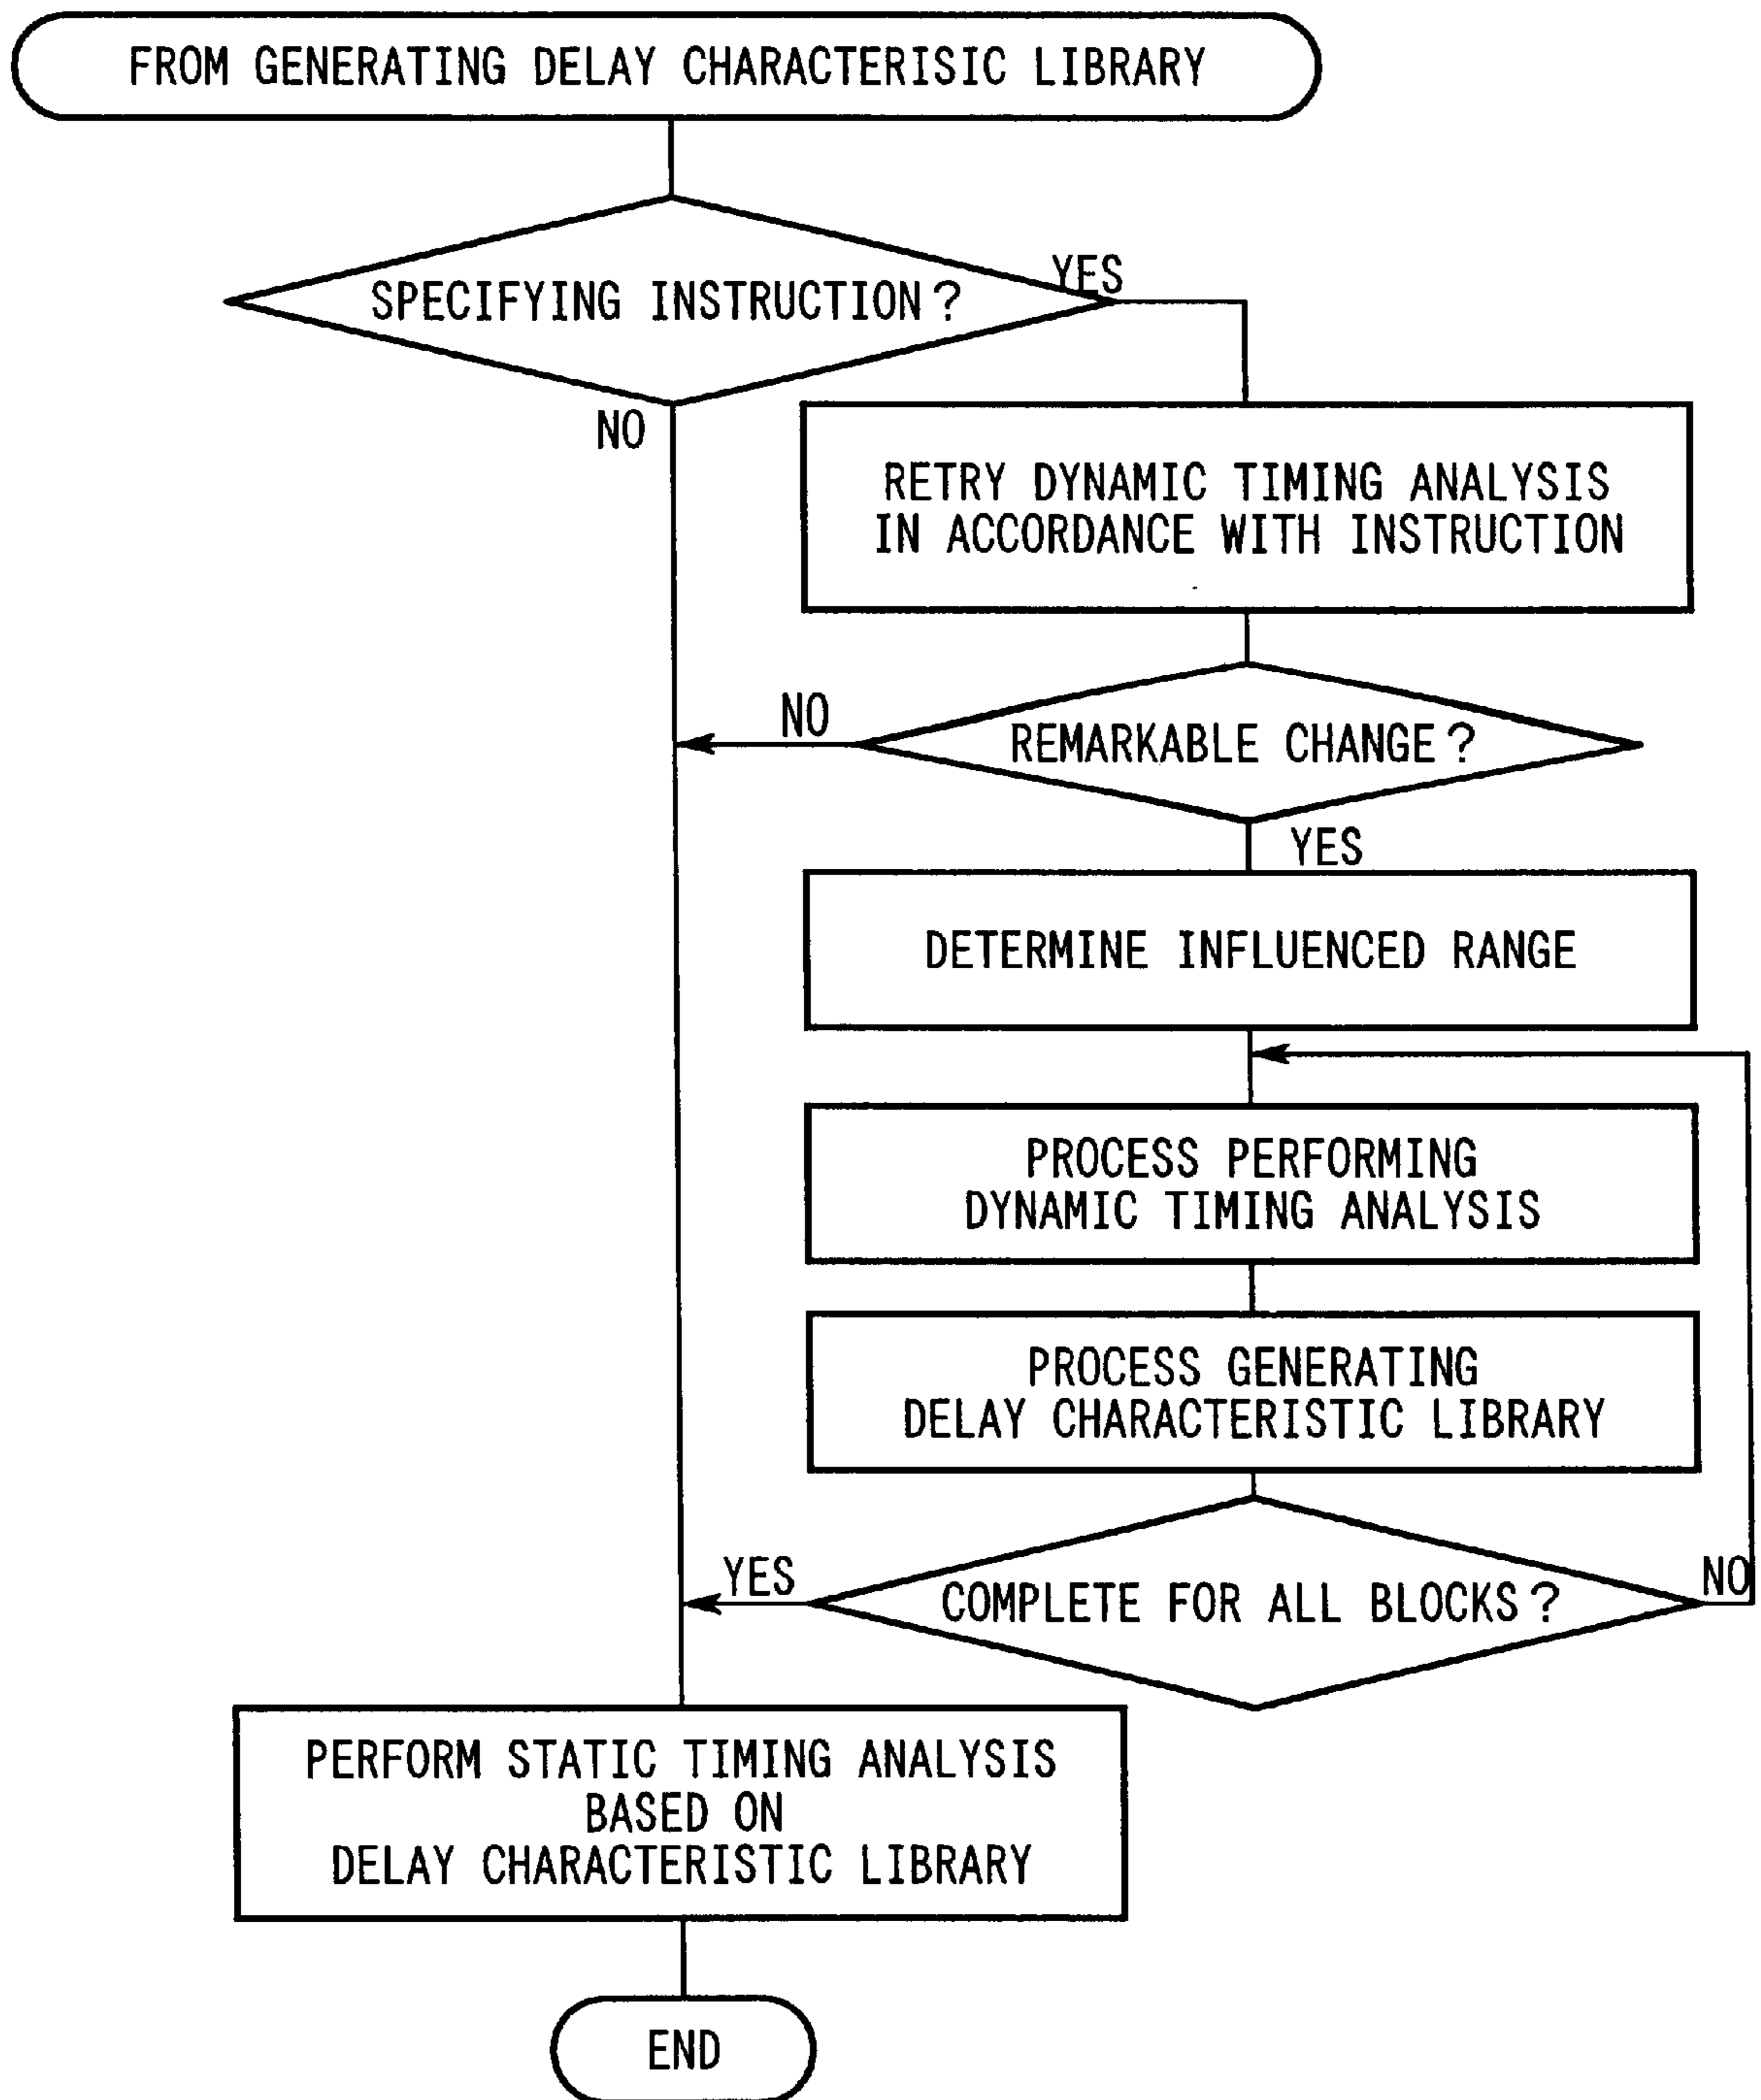 FROM GENERATING DELAY CHARACTERISIC LIBRARY
SPECIFYING INSTRUCTION?
YES
NO
RETRY DYNAMIC TIMING ANALYSIS
IN ACCORDANCE WITH INSTRUCTION
NO
REMARKABLE CHANGE?
YES
DETERMINE INFLUENCED RANGE
PROCESS PERFORMING
DYNAMIC TIMING ANALYSIS
PROCESS GENERATING
DELAY CHARACTERISTIC LIBRARY
YES
COMPLETE FOR ALL BLOCKS?
NO
PERFORM STATIC TIMING ANALYSIS
BASED ON
DELAY CHARACTERISTIC LIBRARY
END